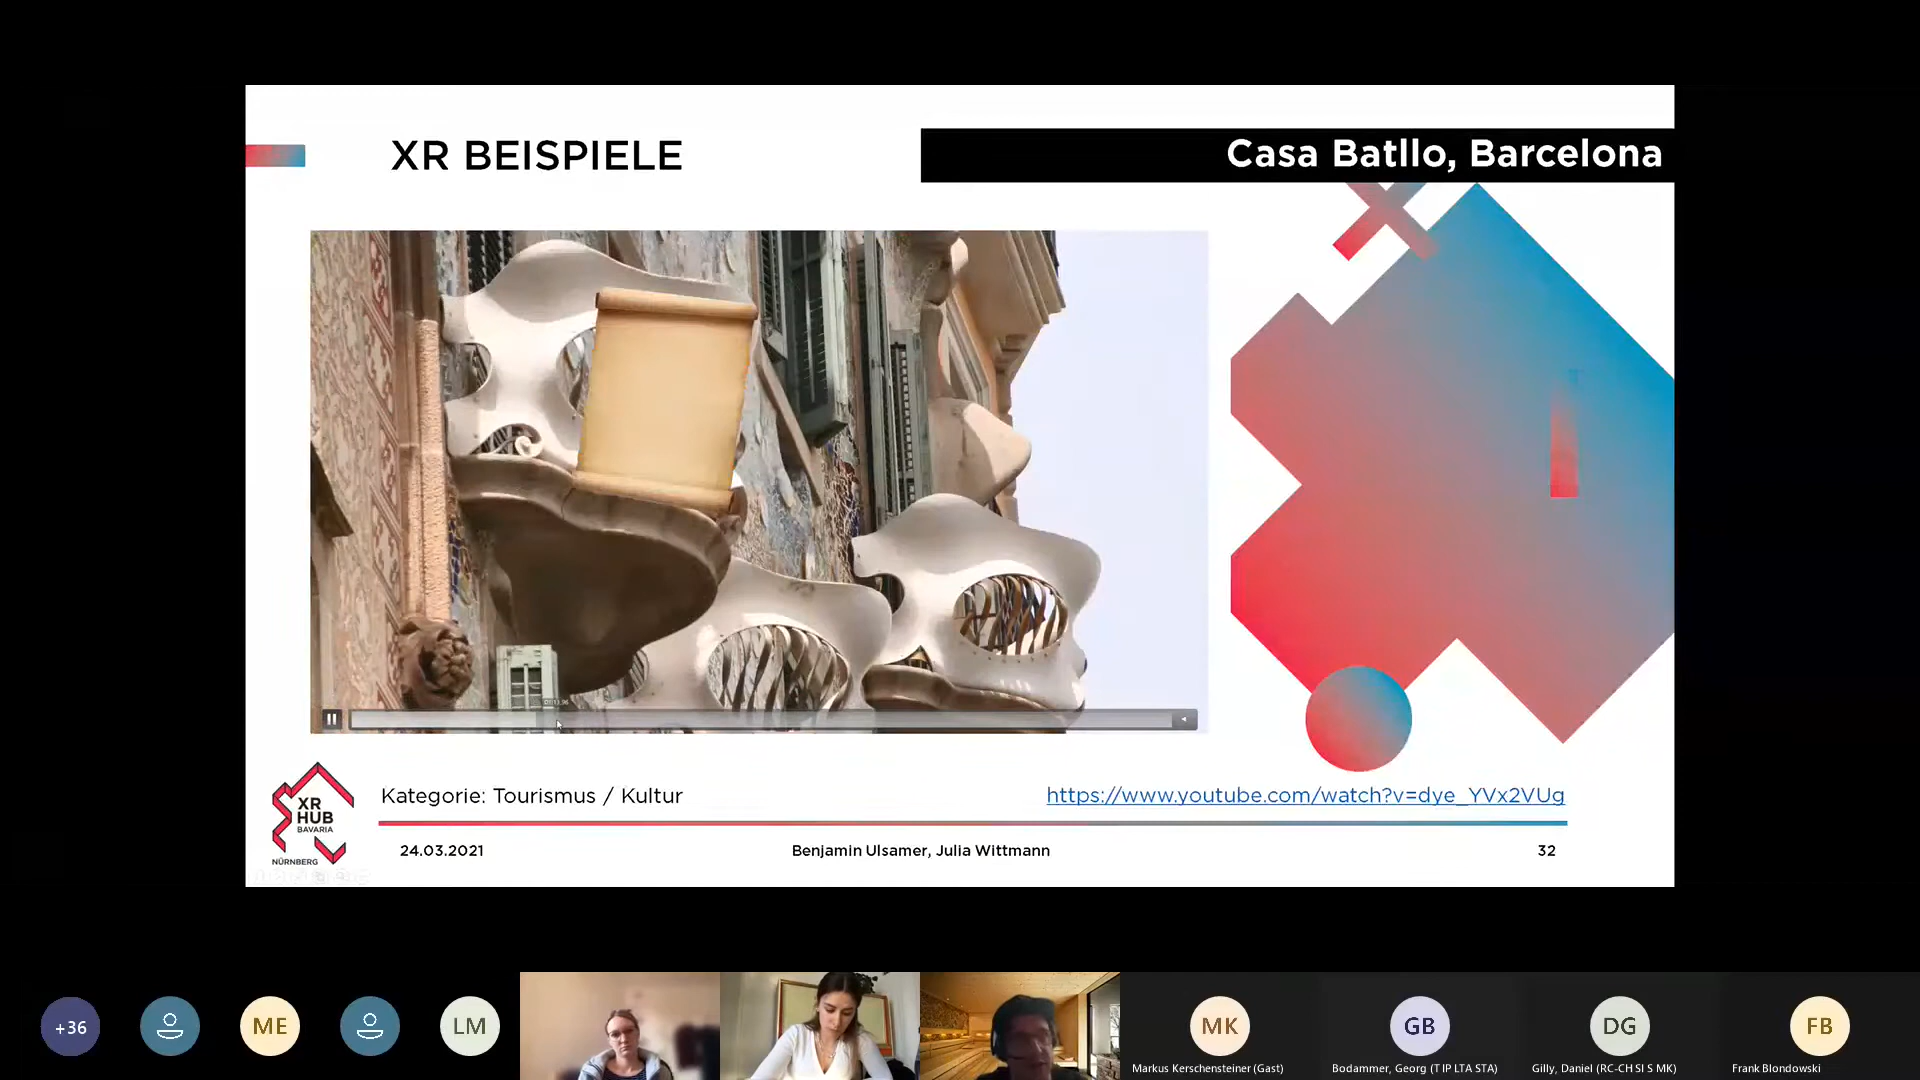 XR BEISPIELE
Casa Batllo, Barcelona
Kategorie: Tourismus / Kultur
https://www.youtube.com/watch?v=dye_YVx2VUg
XR
HUB
BAVARIA
NÜRNBERG
24.03.2021
Benjamin Ulsamer, Julia Wittmann
32
+36
ME
LM
MK
Markus Kerschensteiner (Gast)
GB
Bodammer, Georg (T IP LTA STA)
DG
Gilly, Daniel (RC-CH SI S MK)
FB
Frank Blondowski